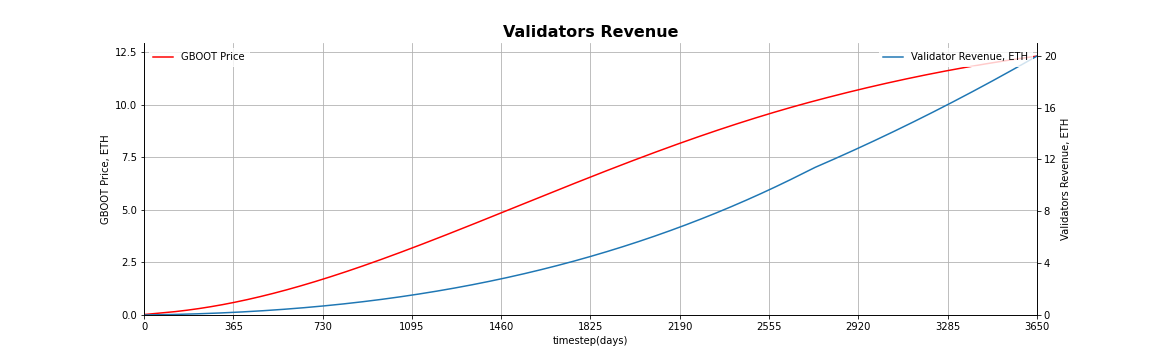 Validators Revenue
GBOOT Price
Validator Revenue, ETH
GBOOT Price, ETH
12.5
10.0
7.5
5.0
2.5
0.0
20
16
12
8
4
0
Validators Revenue, ETH
0 365 730 1095 1460 1825 2190 2555 2920 3285 3650
timestep(days)